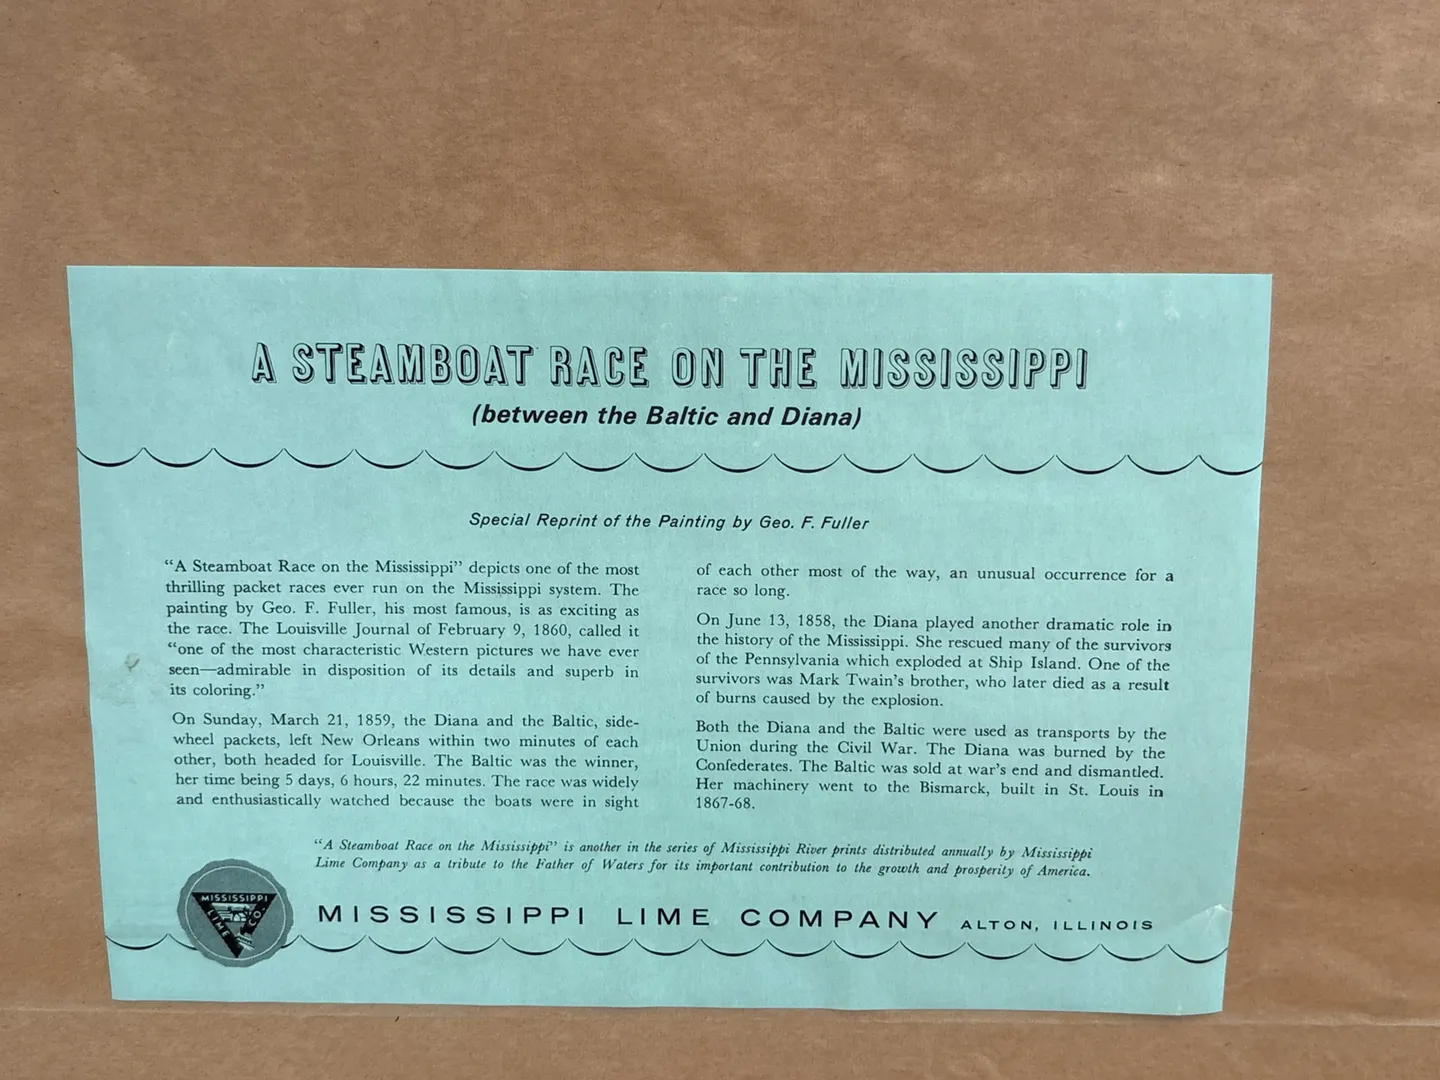 A STEAMBOAT RACE ON THE MISSISSIPPI
(between the Baltic and Diana)
Special Reprint of the Painting by Geo. F. Fuller
“A Steamboat Race on the Mississippi” depicts one of the most
thrilling packet races ever run on the Mississippi system. The
painting by Geo. F. Fuller, his most famous, is as exciting as
the race. The Louisville Journal of February 9, 1860, called it
“one of the most characteristic Western pictures we have ever
seen—admirable in disposition of its details and superb in
its coloring.”
On Sunday, March 21, 1859, the Diana and the Baltic, side-
wheel packets, left New Orleans within two minutes of each
other, both headed for Louisville. The Baltic was the winner,
her time being 5 days, 6 hours, 22 minutes. The race was widely
and enthusiastically watched because the boats were in sight
of each other most of the way, an unusual occurrence for a
race so long.
On June 13, 1858, the Diana played another dramatic role in
the history of the Mississippi. She rescued many of the survivors
of the Pennsylvania which exploded at Ship Island. One of the
survivors was Mark Twain’s brother, who later died as a result
of burns caused by the explosion.
Both the Diana and the Baltic were used as transports by the
Union during the Civil War. The Diana was burned by the
Confederates. The Baltic was sold at war’s end and dismantled.
Her machinery went to the Bismarck, built in St. Louis in
1867-68.
“A Steamboat Race on the Mississippi” is another in the series of Mississippi River prints distributed annually by Mississippi
Lime Company as a tribute to the Father of Waters for its important contribution to the growth and prosperity of America.
MISSISSIPPI
LIME CO.
MISSISSIPPI LIME COMPANY ALTON, ILLINOIS